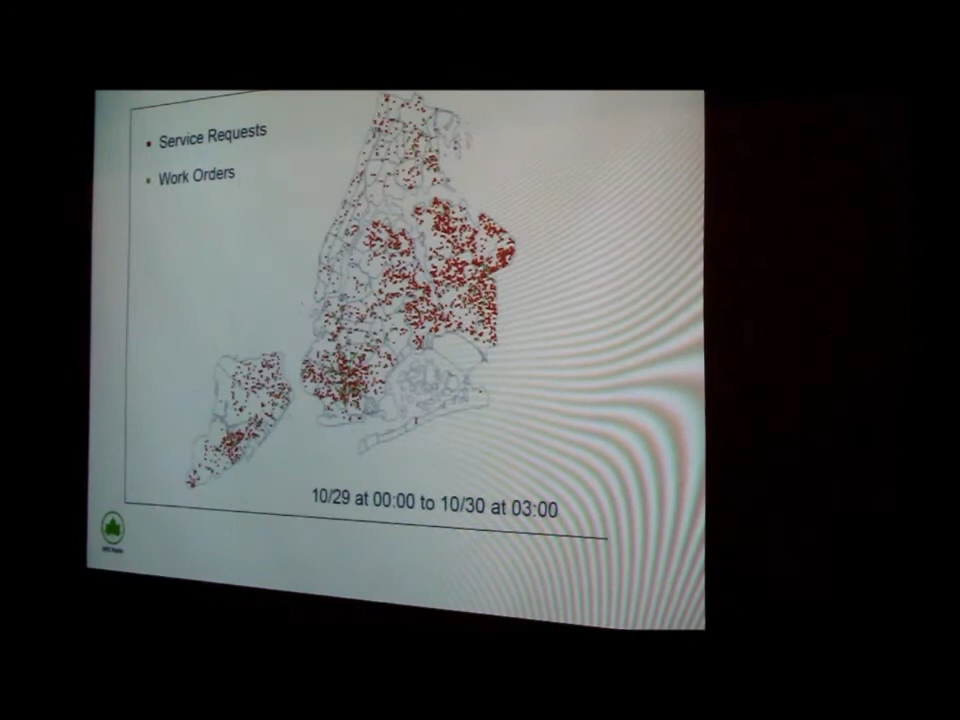 Service Requests
Work Orders
10/29 at 00:00 to 10/30 at 03:00